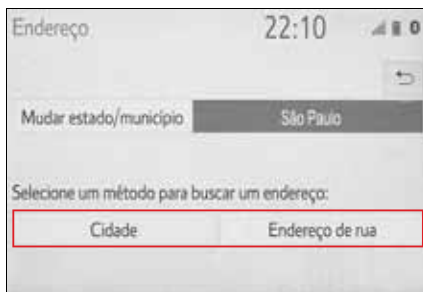 Endereço 22:10 0
Mudar estado/município São Paulo
Selecione um método para buscar um endereço:
Cidade Endereço de rua